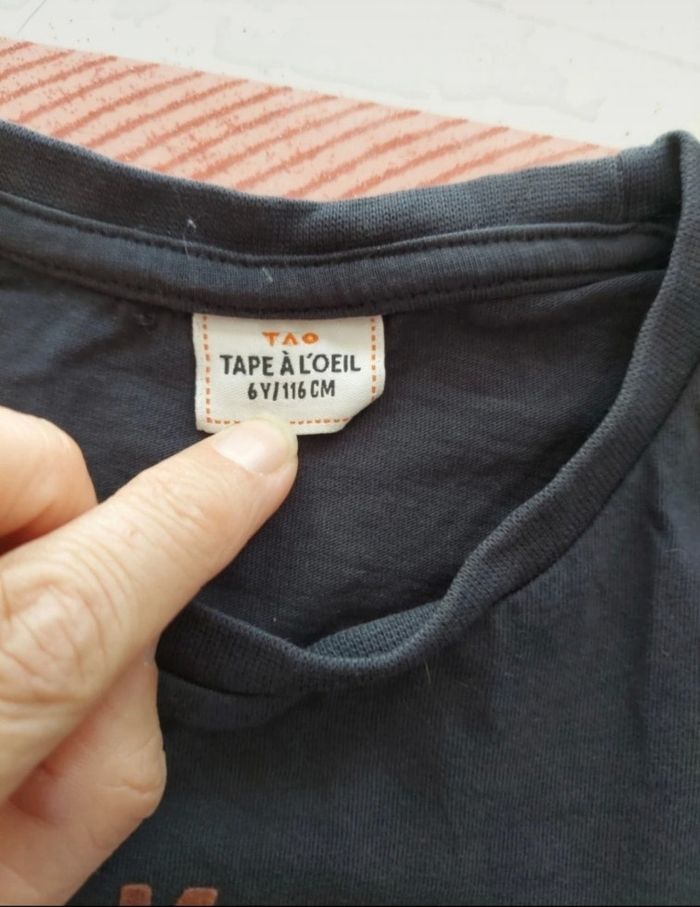 TAO
TAPE À L'OEIL
6Y/116 CM